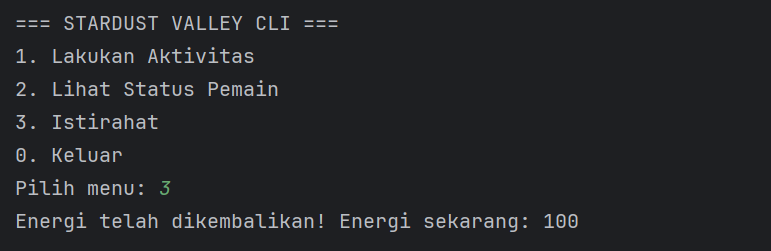 === STARDUST VALLEY CLI ===
1. Lakukan Aktivitas
2. Lihat Status Pemain
3. Istirahat
0. Keluar
Pilih menu: 3
Energi telah dikembalikan! Energi sekarang: 100